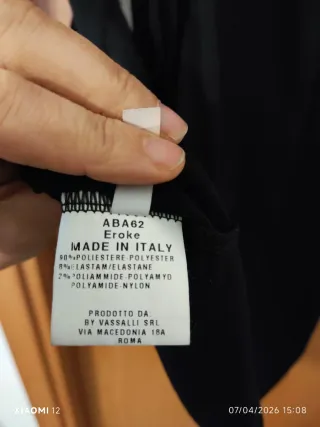 ABA62
Eroke
MADE IN ITALY
90%POLIESTERE-POLYESTER
8%ELASTAM/ELASTANE
2%POLIAMMIDE-POLYAMYD
POLYAMIDE-NYLON
PRODOTTO DA
BY VASSALLI SRL
VIA MACEDONIA 16A
ROMA
XIAOMI 12
07/04/2026 15:08